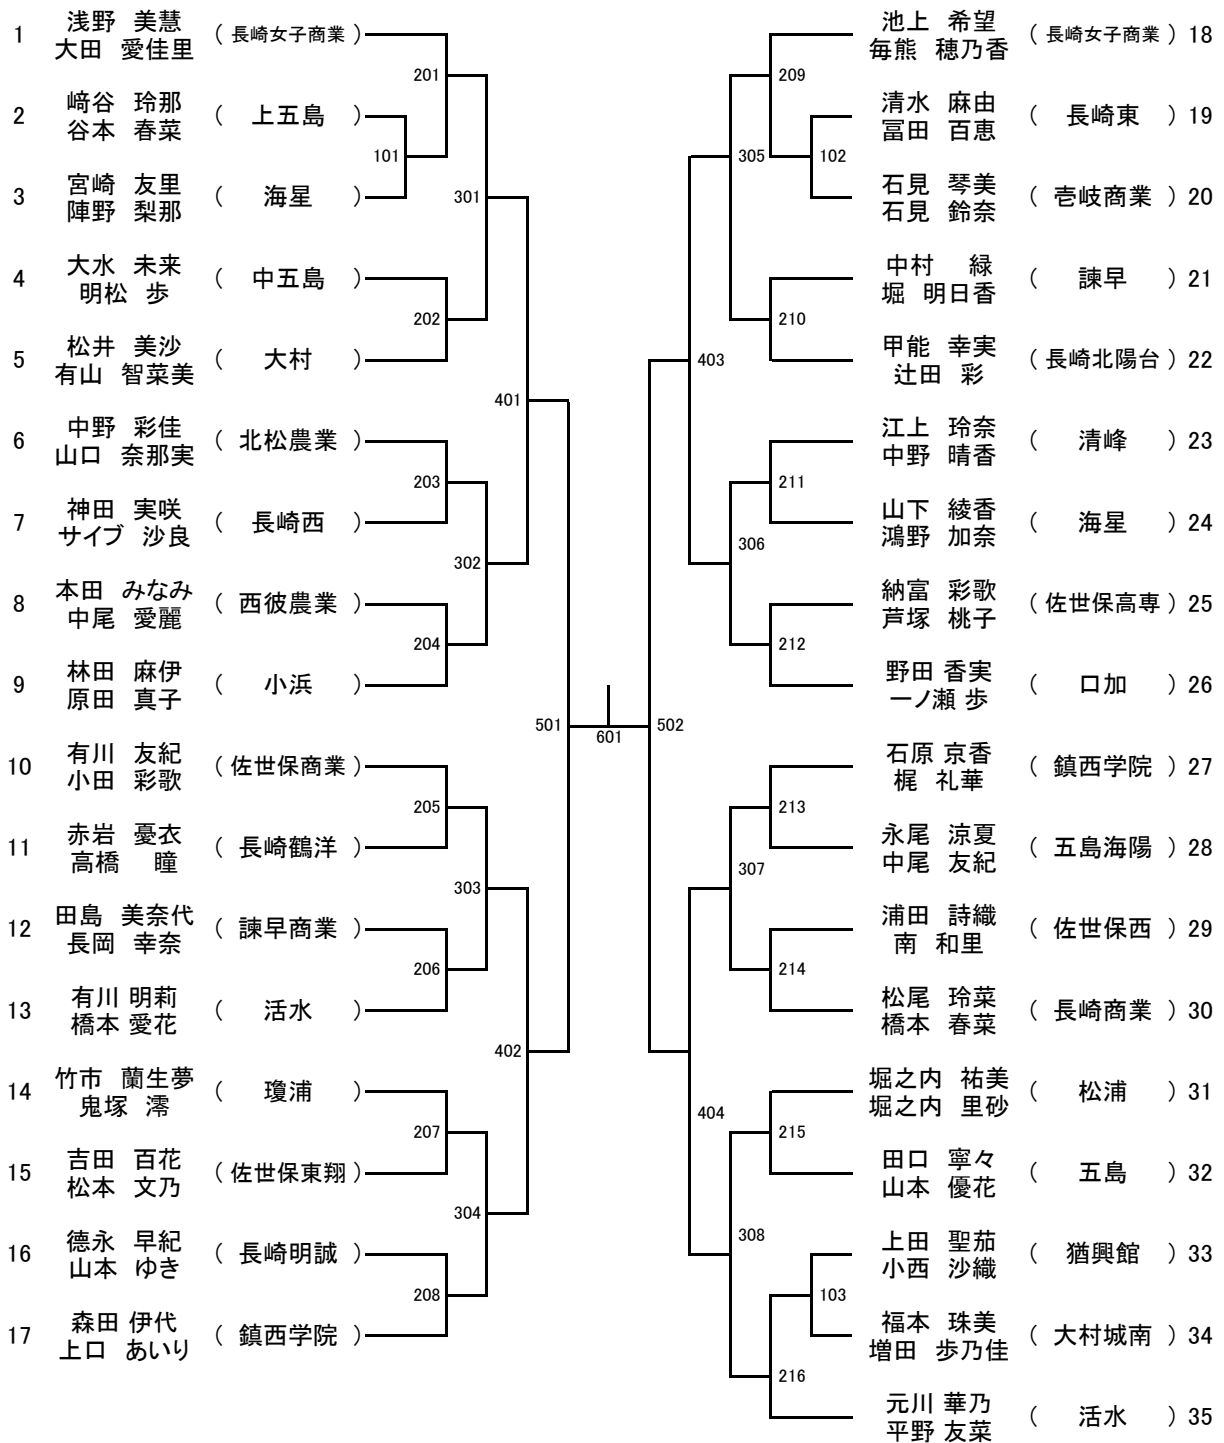 1 浅野 美慧 ( 長崎女子商業 )
大田 愛佳里
201
2 﨑谷 玲那 ( 上五島 )
谷本 春菜
101
3 宮崎 友里 ( 海星 )
陣野 梨那
301
4 大水 未来 ( 中五島 )
明松 歩
202
5 松井 美沙 ( 大村 )
有山 智菜美
401
6 中野 彩佳 ( 北松農業 )
山口 奈那実
203
7 神田 実咲 ( 長崎西 )
サイブ 沙良
302
8 本田 みなみ ( 西彼農業 )
中尾 愛麗
204
9 林田 麻伊 ( 小浜 )
原田 真子
501
601
10 有川 友紀 ( 佐世保商業 )
小田 彩歌
205
11 赤岩 憂衣 ( 長崎鶴洋 )
高橋 瞳
303
12 田島 美奈代 ( 諫早商業 )
長岡 幸奈
206
13 有川 明莉 ( 活水 )
橋本 愛花
402
14 竹市 蘭生夢 ( 瓊浦 )
鬼塚 澪
207
15 吉田 百花 ( 佐世保東翔 )
松本 文乃
304
16 德永 早紀 ( 長崎明誠 )
山本 ゆき
208
17 森田 伊代 ( 鎮西学院 )
上口 あいり
池上 希望 ( 長崎女子商業 ) 18
毎熊 穂乃香
209
清水 麻由 ( 長崎東 ) 19
冨田 百恵
305
102
石見 琴美 ( 壱岐商業 ) 20
石見 鈴奈
中村 緑 ( 諫早 ) 21
堀 明日香
210
甲能 幸実 ( 長崎北陽台 ) 22
辻田 彩
403
江上 玲奈 ( 清峰 ) 23
中野 晴香
211
山下 綾香 ( 海星 ) 24
鴻野 加奈
306
納富 彩歌 ( 佐世保高専 ) 25
芦塚 桃子
212
野田 香実 ( 口加 ) 26
一ノ瀬 歩
502
石原 京香 ( 鎮西学院 ) 27
梶 礼華
213
永尾 涼夏 ( 五島海陽 ) 28
中尾 友紀
307
浦田 詩織 ( 佐世保西 ) 29
南 和里
214
松尾 玲菜 ( 長崎商業 ) 30
橋本 春菜
堀之内 祐美 ( 松浦 ) 31
堀之内 里砂
404
215
田口 寧々 ( 五島 ) 32
山本 優花
308
上田 聖茄 ( 猶興館 ) 33
小西 沙織
103
福本 珠美 ( 大村城南 ) 34
増田 歩乃佳
216
元川 華乃 ( 活水 ) 35
平野 友菜